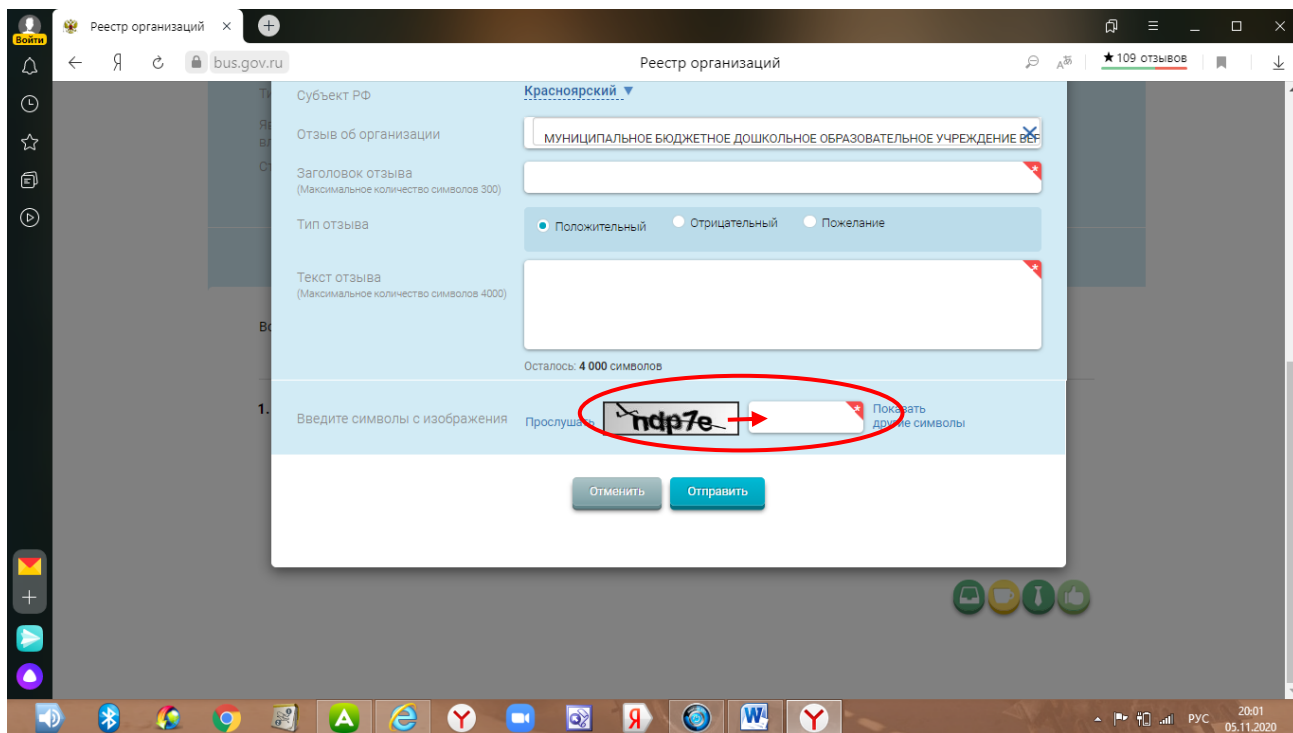 Войти
Реестр организаций
bus.gov.ru
Реестр организаций
★ 109 отзывов
Субъект РФ
Красноярский ▼
Отзыв об организации
МУНИЦИПАЛЬНОЕ БЮДЖЕТНОЕ ДОШКОЛЬНОЕ ОБРАЗОВАТЕЛЬНОЕ УЧРЕЖДЕНИЕ
Заголовок отзыва
(Максимальное количество символов 300)
Тип отзыва
Положительный
Отрицательный
Пожелание
Текст отзыва
(Максимальное количество символов 4000)
Осталось: 4 000 символов
1.
Введите символы с изображения
Прослушать
ndp7e
Показать
другие символы
Отменить
Отправить
РУС
20:01
05.11.2020